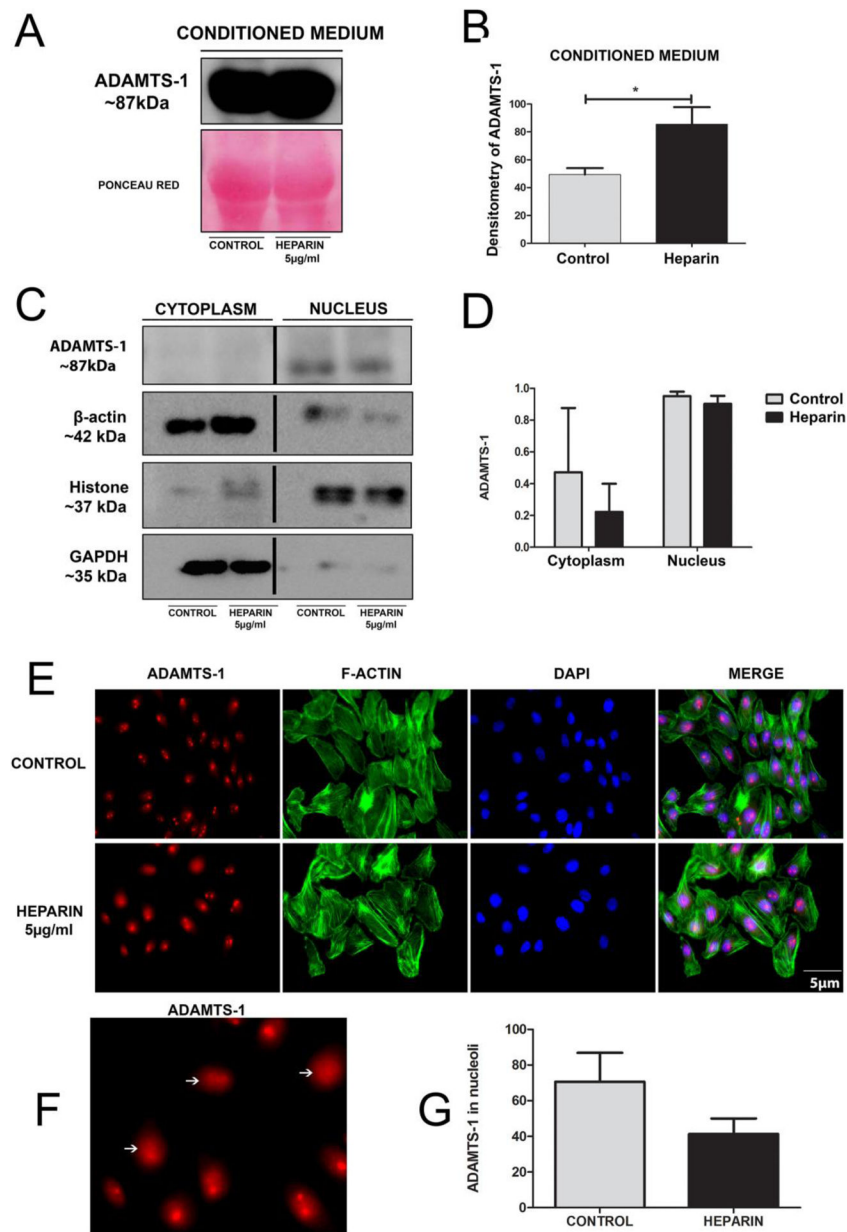 A
CONDITIONED MEDIUM
ADAMTS-1
~87kDa
PONCEAU RED
CONTROL
HEPARIN
5µg/ml
B
CONDITIONED MEDIUM
Densitometry of ADAMTS-1
100
80
60
40
20
0
*
Control
Heparin
C
CYTOPLASM
NUCLEUS
ADAMTS-1
~87kDa
β-actin
~42 kDa
Histone
~37 kDa
GAPDH
~35 kDa
CONTROL
HEPARIN
5µg/ml
CONTROL
HEPARIN
5µg/ml
D
ADAMTS-1
1.0
0.8
0.6
0.4
0.2
0.0
Cytoplasm
Nucleus
Control
Heparin
E
ADAMTS-1
F-ACTIN
DAPI
MERGE
CONTROL
HEPARIN
5µg/ml
5µm
F
ADAMTS-1
G
ADAMTS-1 in nucleoli
100
80
60
40
20
0
CONTROL
HEPARIN